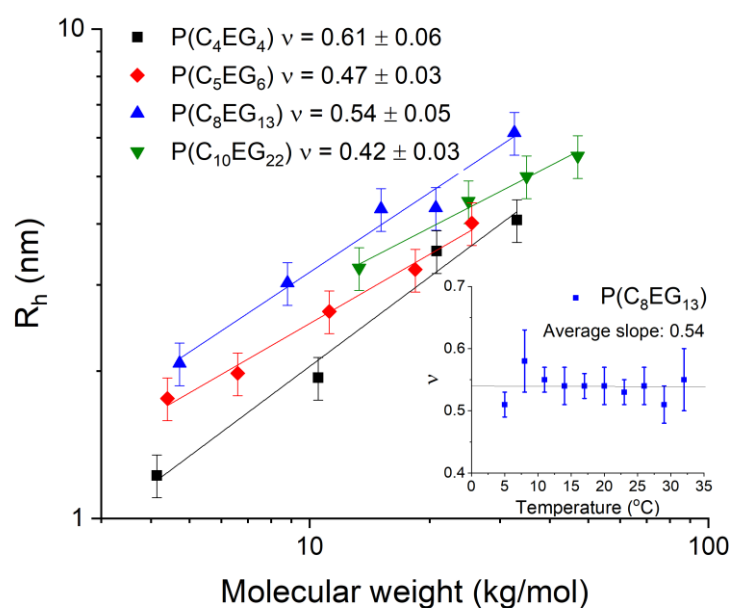 10
P(C₄EG₄) ν = 0.61 ± 0.06
P(C₅EG₆) ν = 0.47 ± 0.03
P(C₈EG₁₃) ν = 0.54 ± 0.05
P(C₁₀EG₂₂) ν = 0.42 ± 0.03
Rₕ (nm)
1
10
100
Molecular weight (kg/mol)
0.7
P(C₈EG₁₃)
Average slope: 0.54
0.6
ν
0.5
0.4
0 5 10 15 20 25 30 35
Temperature (°C)